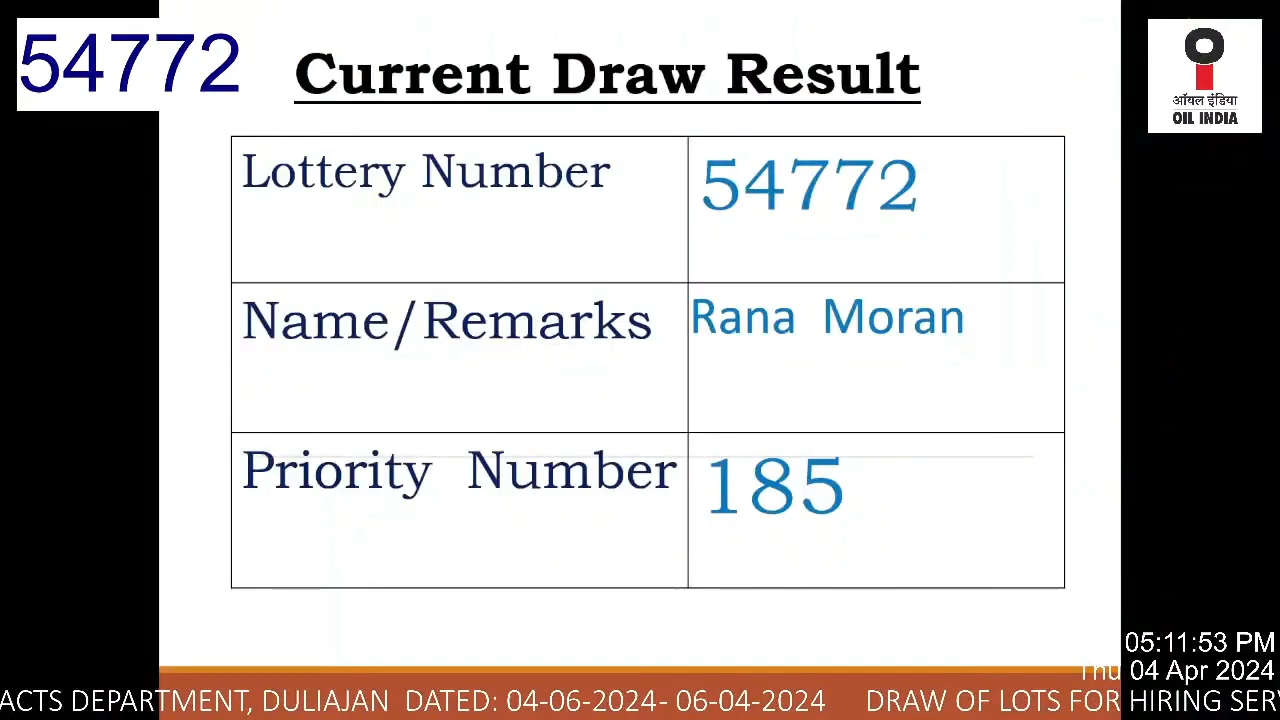 54772
Current Draw Result
ऑयल इंडिया
OIL INDIA
Lottery Number 54772
Name/Remarks Rana Moran
Priority Number 185
05:11:53 PM
Thu 04 Apr 2024
ACTS DEPARTMENT, DULIAJAN DATED: 04-06-2024- 06-04-2024 DRAW OF LOTS FOR HIRING SER